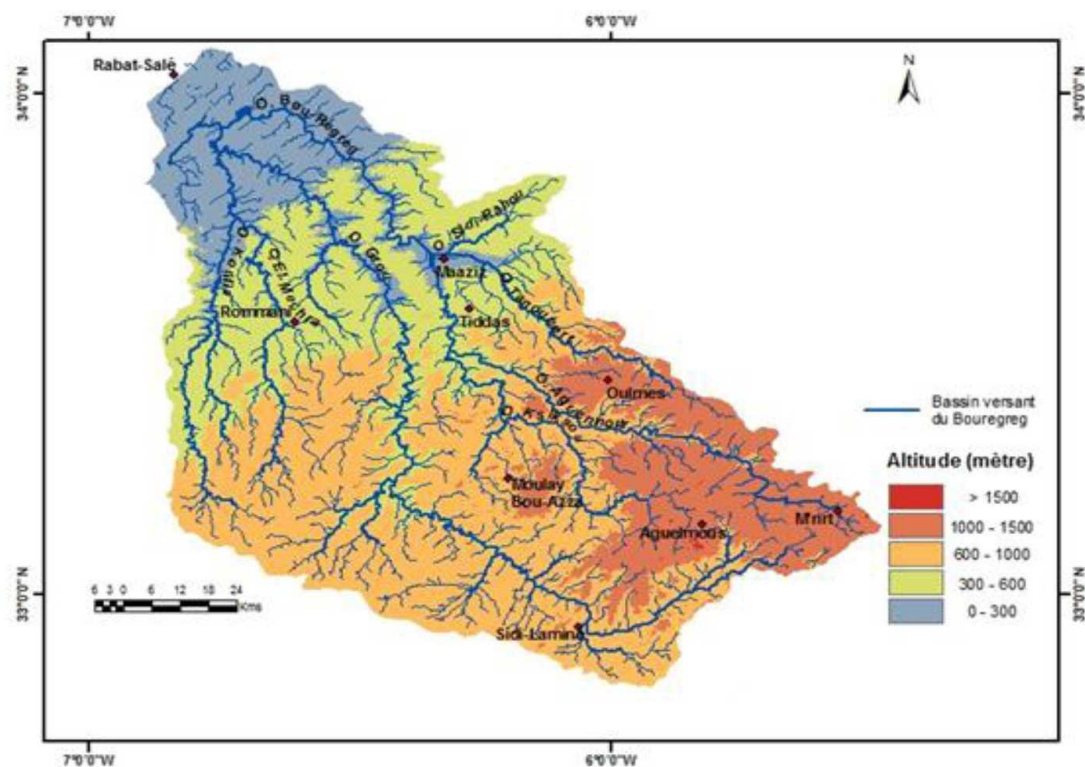 7°0'0"W
6°0'0"W
34°0'0"N
34°0'0"N
N
Rabat-Salé
O. Bou Regreg
O. Sidi-Rahou
O. Grou
Maaziz
O. Korifla
O. El Mechra
Rommani
Tiddas
Oulmes
O. Aguennour
O. Ksiksou
Moulay
Bou-Azza
Aguelmous
M'rirt
Sidi-Lamine
Bassin versant
du Bouregreg
Altitude (mètre)
> 1500
1000 - 1500
600 - 1000
300 - 600
0 - 300
6 3 0 6 12 18 24
Kms
33°0'0"N
33°0'0"N
7°0'0"W
6°0'0"W